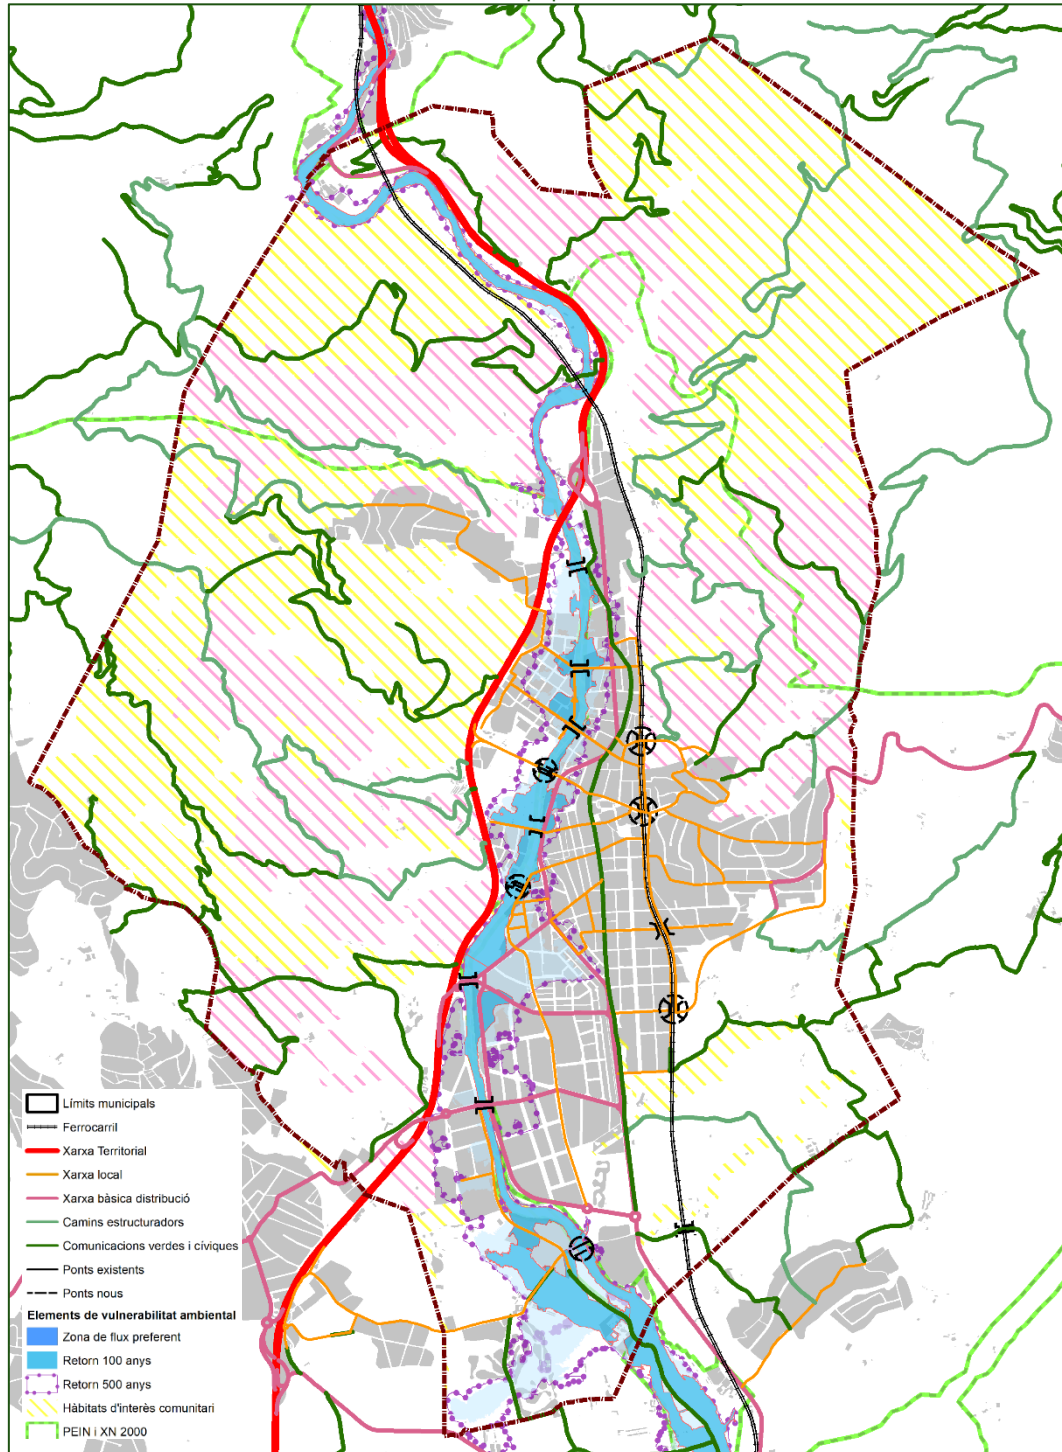 Límits municipals
Ferrocarril
Xarxa Territorial
Xarxa local
Xarxa bàsica distribució
Camins estructuradors
Comunicacions verdes i cíviques
Ponts existents
Ponts nous
Elements de vulnerabilitat ambiental
Zona de flux preferent
Retorn 100 anys
Retorn 500 anys
Hàbitats d'interès comunitari
PEIN i XN 2000